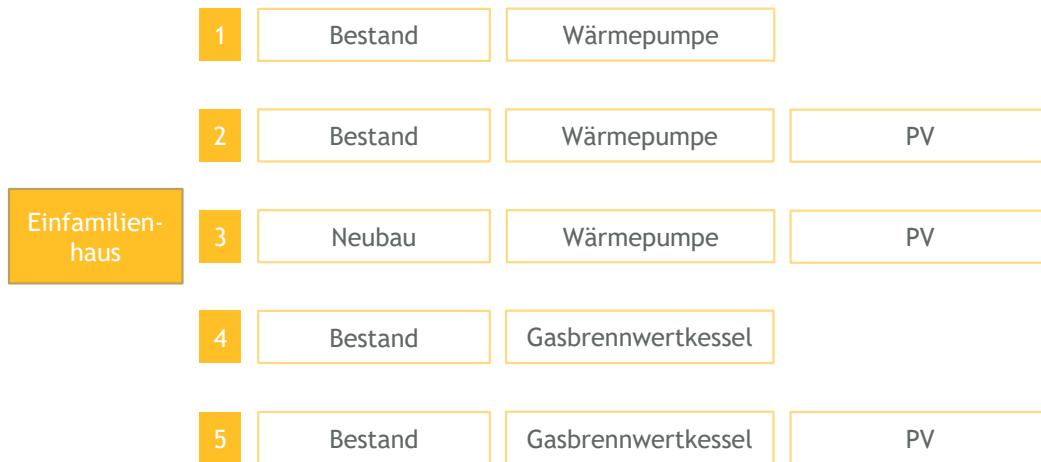 1 Bestand Wärmepumpe
2 Bestand Wärmepumpe PV
Einfamilien-
haus
3 Neubau Wärmepumpe PV
4 Bestand Gasbrennwertkessel
5 Bestand Gasbrennwertkessel PV